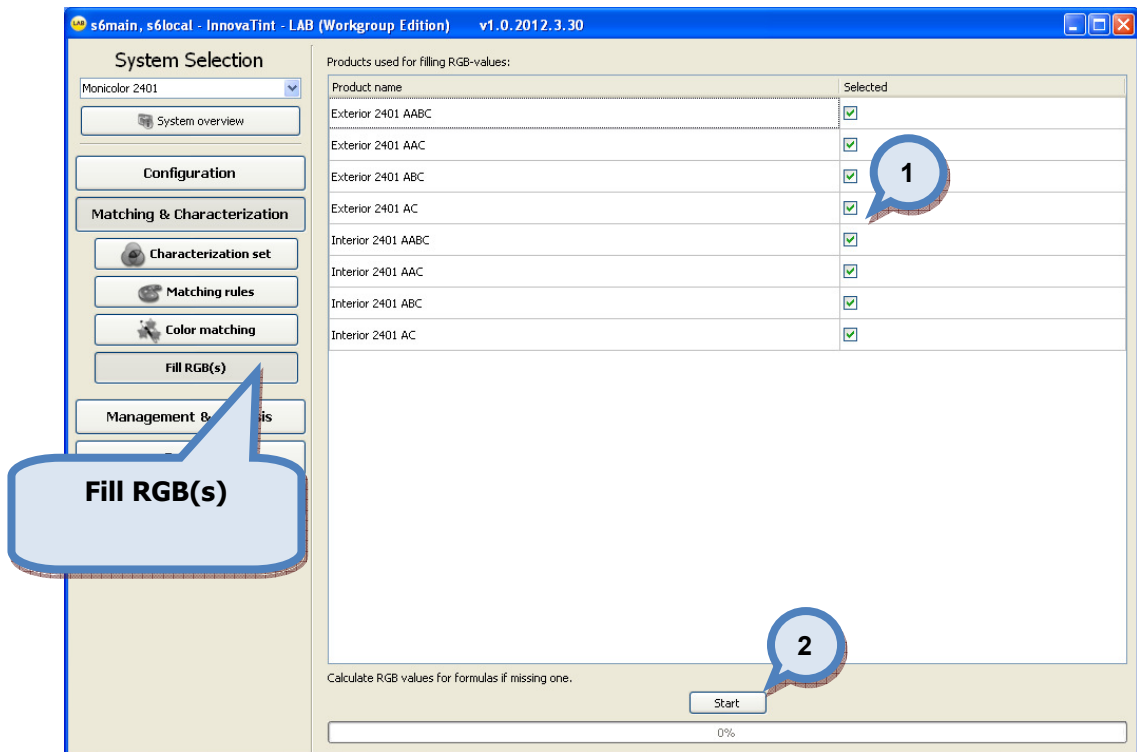 LAB s6main, s6local - InnovaTint - LAB (Workgroup Edition) v1.0.2012.3.30
System Selection
Monicolor 2401
System overview
Configuration
Matching & Characterization
Characterization set
Matching rules
Color matching
Fill RGB(s)
Management &
Fill RGB(s)
Products used for filling RGB-values:
Product name Selected
Exterior 2401 AABC
Exterior 2401 AAC
Exterior 2401 ABC
Exterior 2401 AC
Interior 2401 AABC
Interior 2401 AAC
Interior 2401 ABC
Interior 2401 AC
1
2
Calculate RGB values for formulas if missing one.
Start
0%